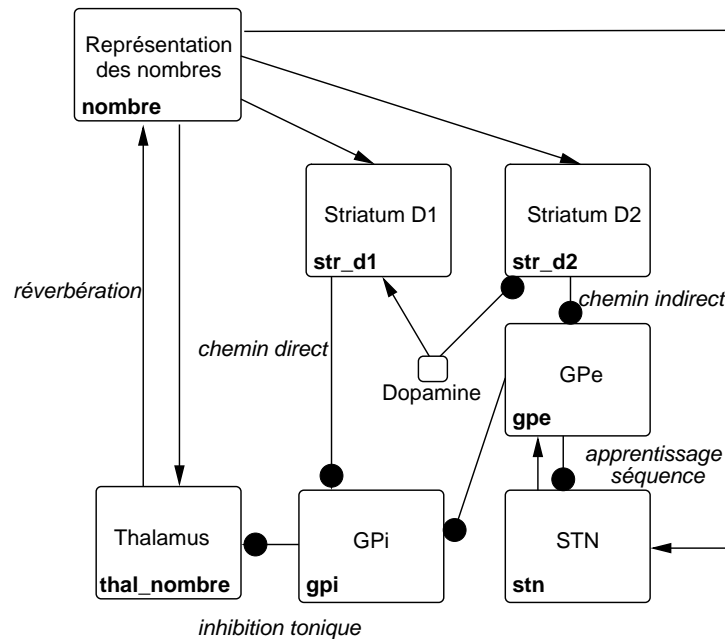 Représentation
des nombres
nombre
Striatum D1
str_d1
Striatum D2
str_d2
réverbération
chemin indirect
chemin direct
GPe
gpe
Dopamine
apprentissage
séquence
Thalamus
thal_nombre
GPi
gpi
STN
stn
inhibition tonique